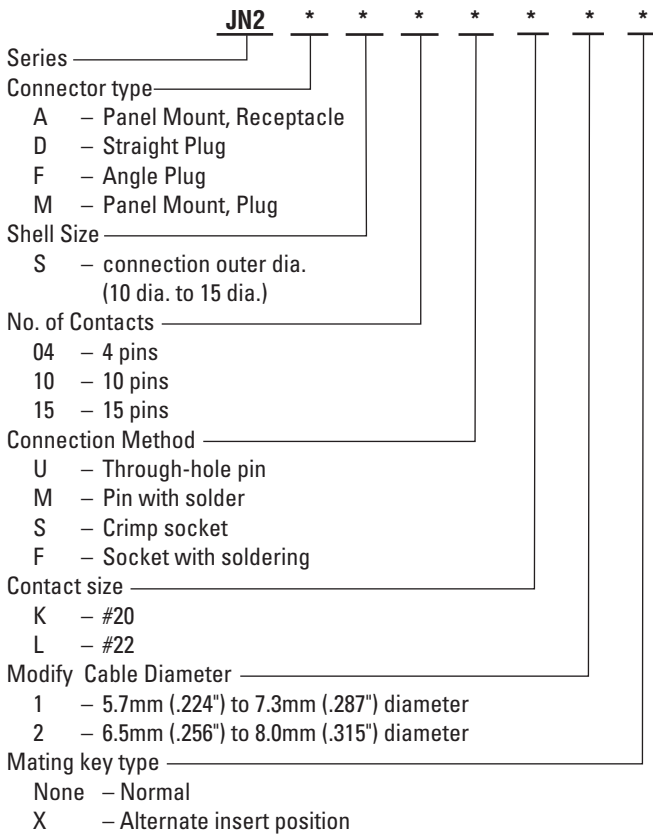 JN2 * * * * * * *
Series
Connector type
A – Panel Mount, Receptacle
D – Straight Plug
F – Angle Plug
M – Panel Mount, Plug
Shell Size
S – connection outer dia.
(10 dia. to 15 dia.)
No. of Contacts
04 – 4 pins
10 – 10 pins
15 – 15 pins
Connection Method
U – Through-hole pin
M – Pin with solder
S – Crimp socket
F – Socket with soldering
Contact size
K – #20
L – #22
Modify Cable Diameter
1 – 5.7mm (.224") to 7.3mm (.287") diameter
2 – 6.5mm (.256") to 8.0mm (.315") diameter
Mating key type
None – Normal
X – Alternate insert position